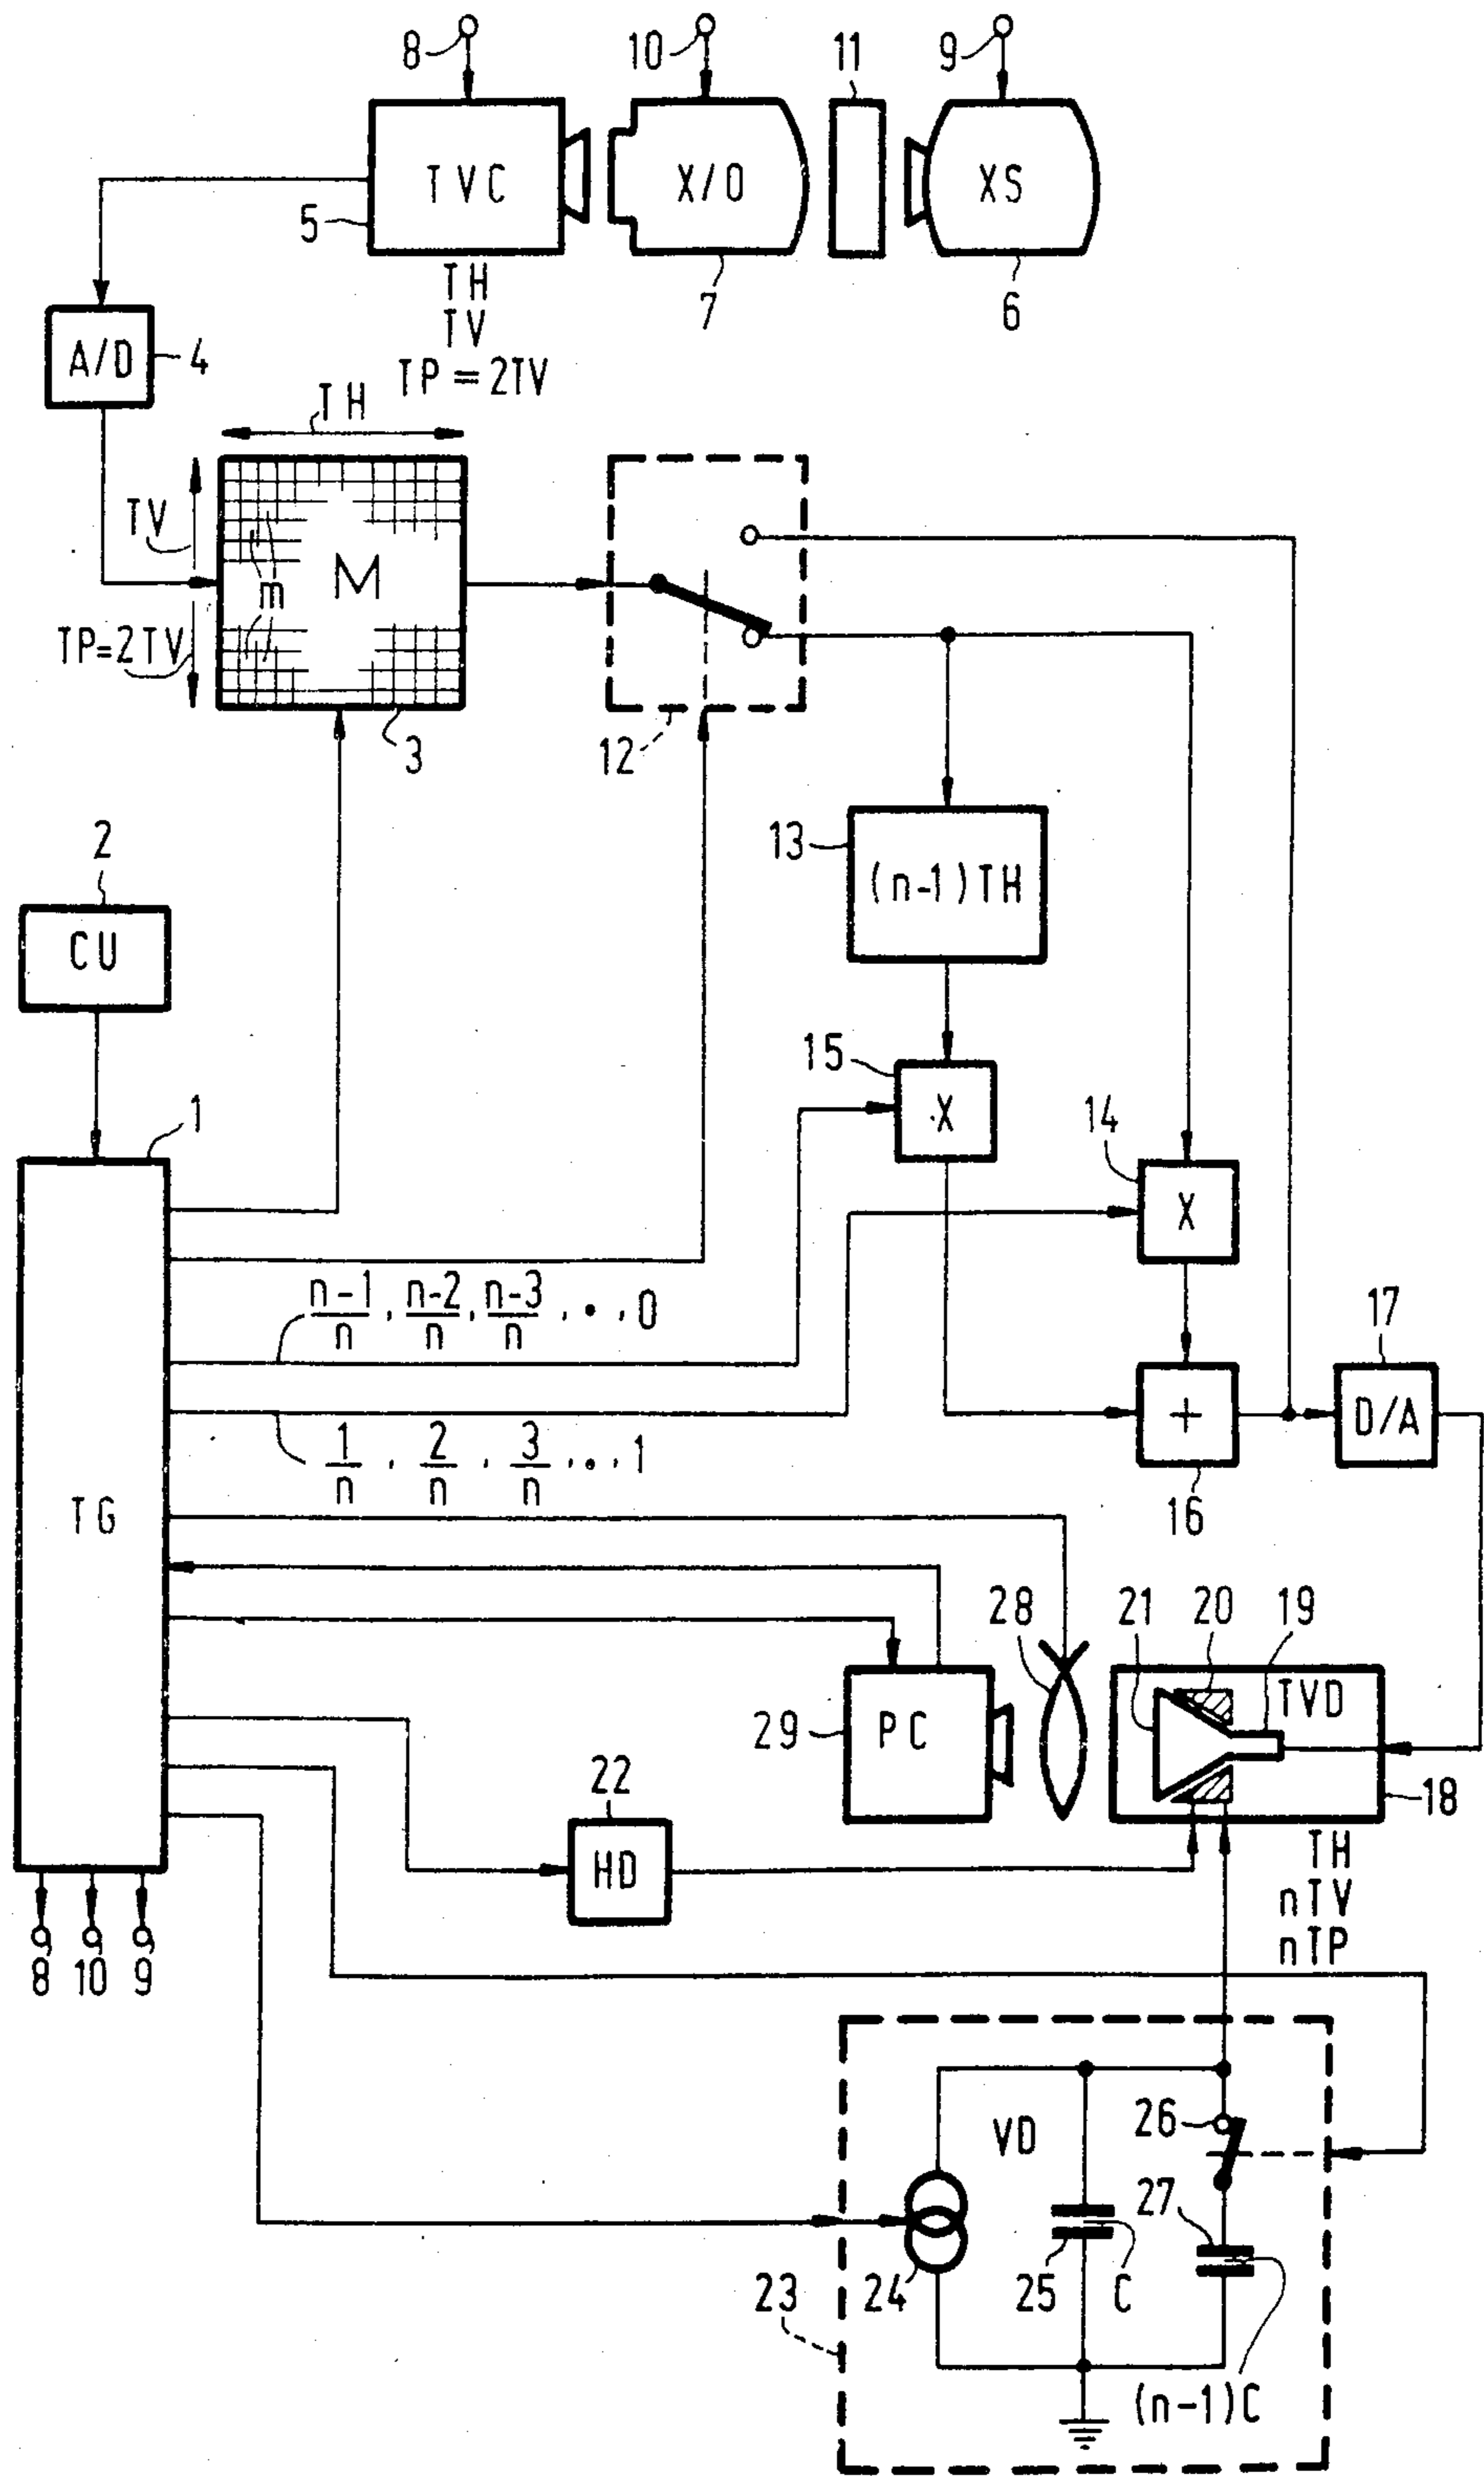 8
10
11
9
TVC
X/O
XS
5
7
6
TH
TV
TP = 2TV
A/D
4
TH
TV
M
m
TP=2TV
3
12
13
(n-1)TH
2
CU
15
X
14
X
1
n-1/n, n-2/n, n-3/n, •, 0
1/n, 2/n, 3/n, •, 1
17
D/A
+
16
TG
28
21
20
19
TVD
29
PC
18
22
HD
TH
nTV
nTP
8
10
9
26
VD
27
23
24
25
C
(n-1)C